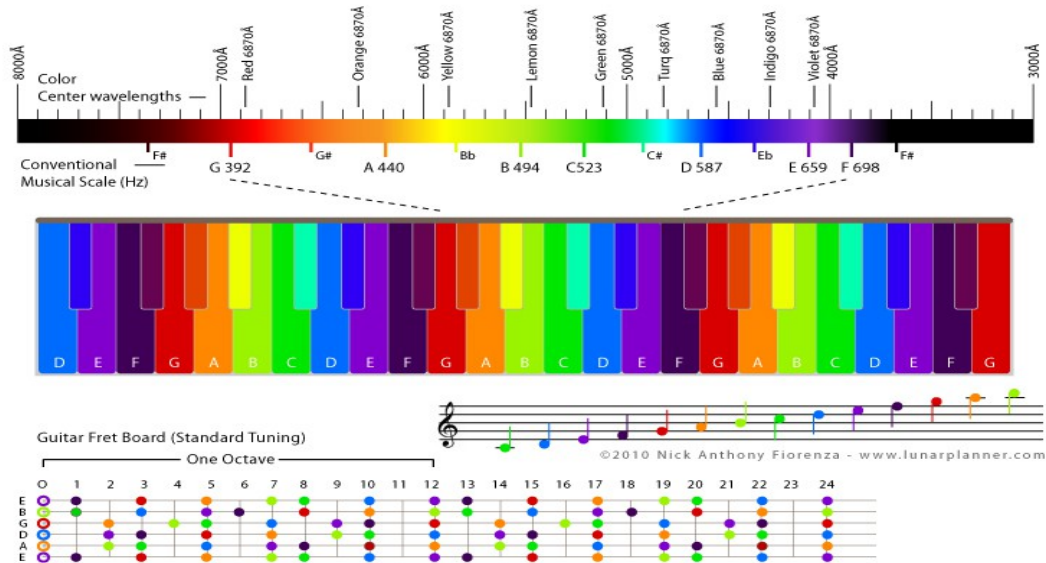 8000Å 7000Å Red 6870Å Orange 6870Å 6000Å Yellow 6870Å Lemon 6870Å Green 6870Å 5000Å Turq 6870Å Blue 6870Å Indigo 6870Å Violet 6870Å 4000Å 3000Å
Color
Center wavelengths
F# G# Bb C# Eb F#
Conventional G 392 A 440 B 494 C523 D 587 E 659 F 698
Musical Scale (Hz)
D E F G A B C D E F G A B C D E F G A B C D E F G
Guitar Fret Board (Standard Tuning)
©2010 Nick Anthony Fiorenza - www.lunarplanner.com
One Octave
O 1 2 3 4 5 6 7 8 9 10 11 12 13 14 15 16 17 18 19 20 21 22 23 24
E
B
G
D
A
E